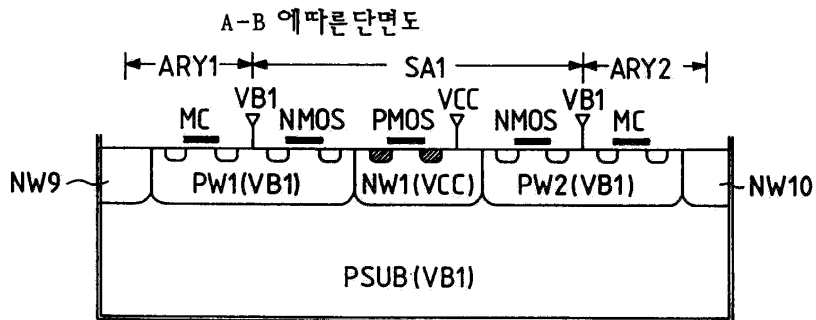 A-B 에따른단면도
ARY1 SA1 ARY2
VB1 VCC VB1
MC NMOS PMOS NMOS MC
NW9 PW1(VB1) NW1(VCC) PW2(VB1) NW10
PSUB(VB1)